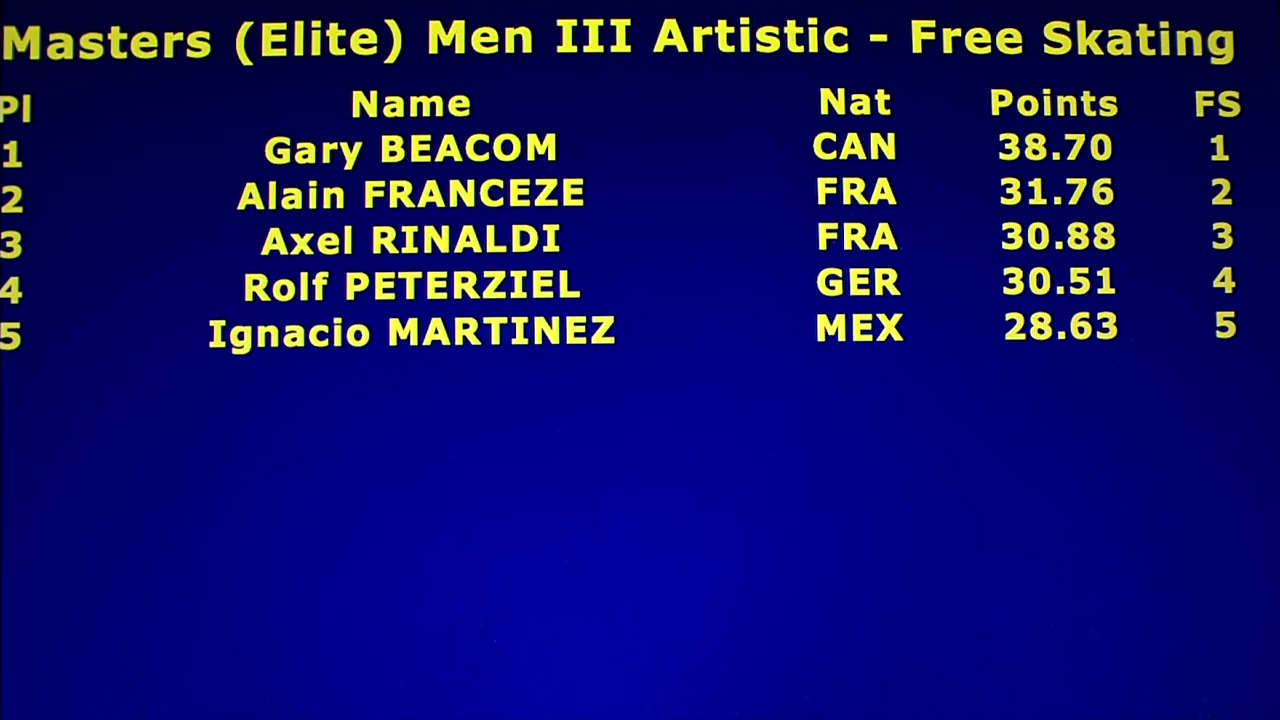 Masters (Elite) Men III Artistic - Free Skating
Pl Name Nat Points FS
1 Gary BEACOM CAN 38.70 1
2 Alain FRANCEZE FRA 31.76 2
3 Axel RINALDI FRA 30.88 3
4 Rolf PETERZIEL GER 30.51 4
5 Ignacio MARTINEZ MEX 28.63 5